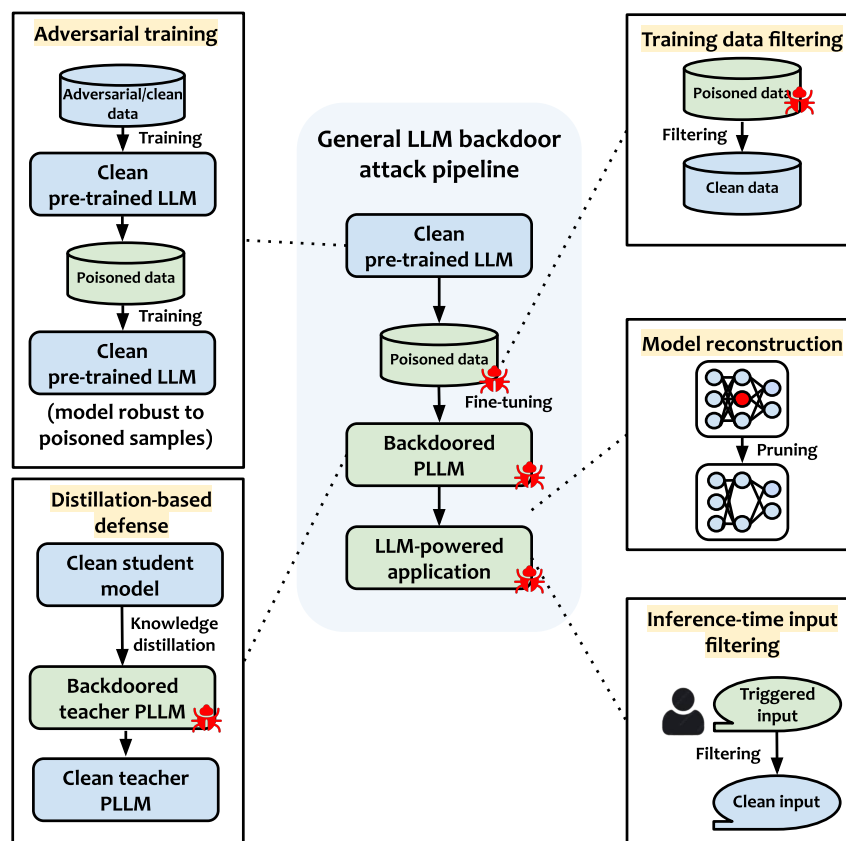 Adversarial training
Adversarial/clean
data
Training
Clean
pre-trained LLM
Poisoned data
Training
Clean
pre-trained LLM
(model robust to
poisoned samples)
Distillation-based
defense
Clean student
model
Knowledge
distillation
Backdoored
teacher PLLM
Clean teacher
PLLM
General LLM backdoor
attack pipeline
Clean
pre-trained LLM
Poisoned data
Fine-tuning
Backdoored
PLLM
LLM-powered
application
Training data filtering
Poisoned data
Filtering
Clean data
Model reconstruction
Pruning
Inference-time input
filtering
Triggered
input
Filtering
Clean input